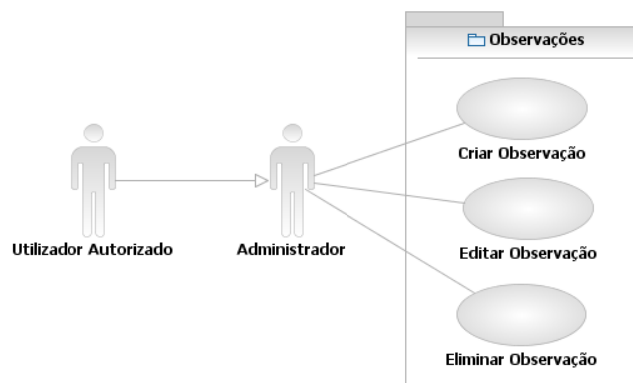 Observações
Criar Observação
Utilizador Autorizado
Administrador
Editar Observação
Eliminar Observação